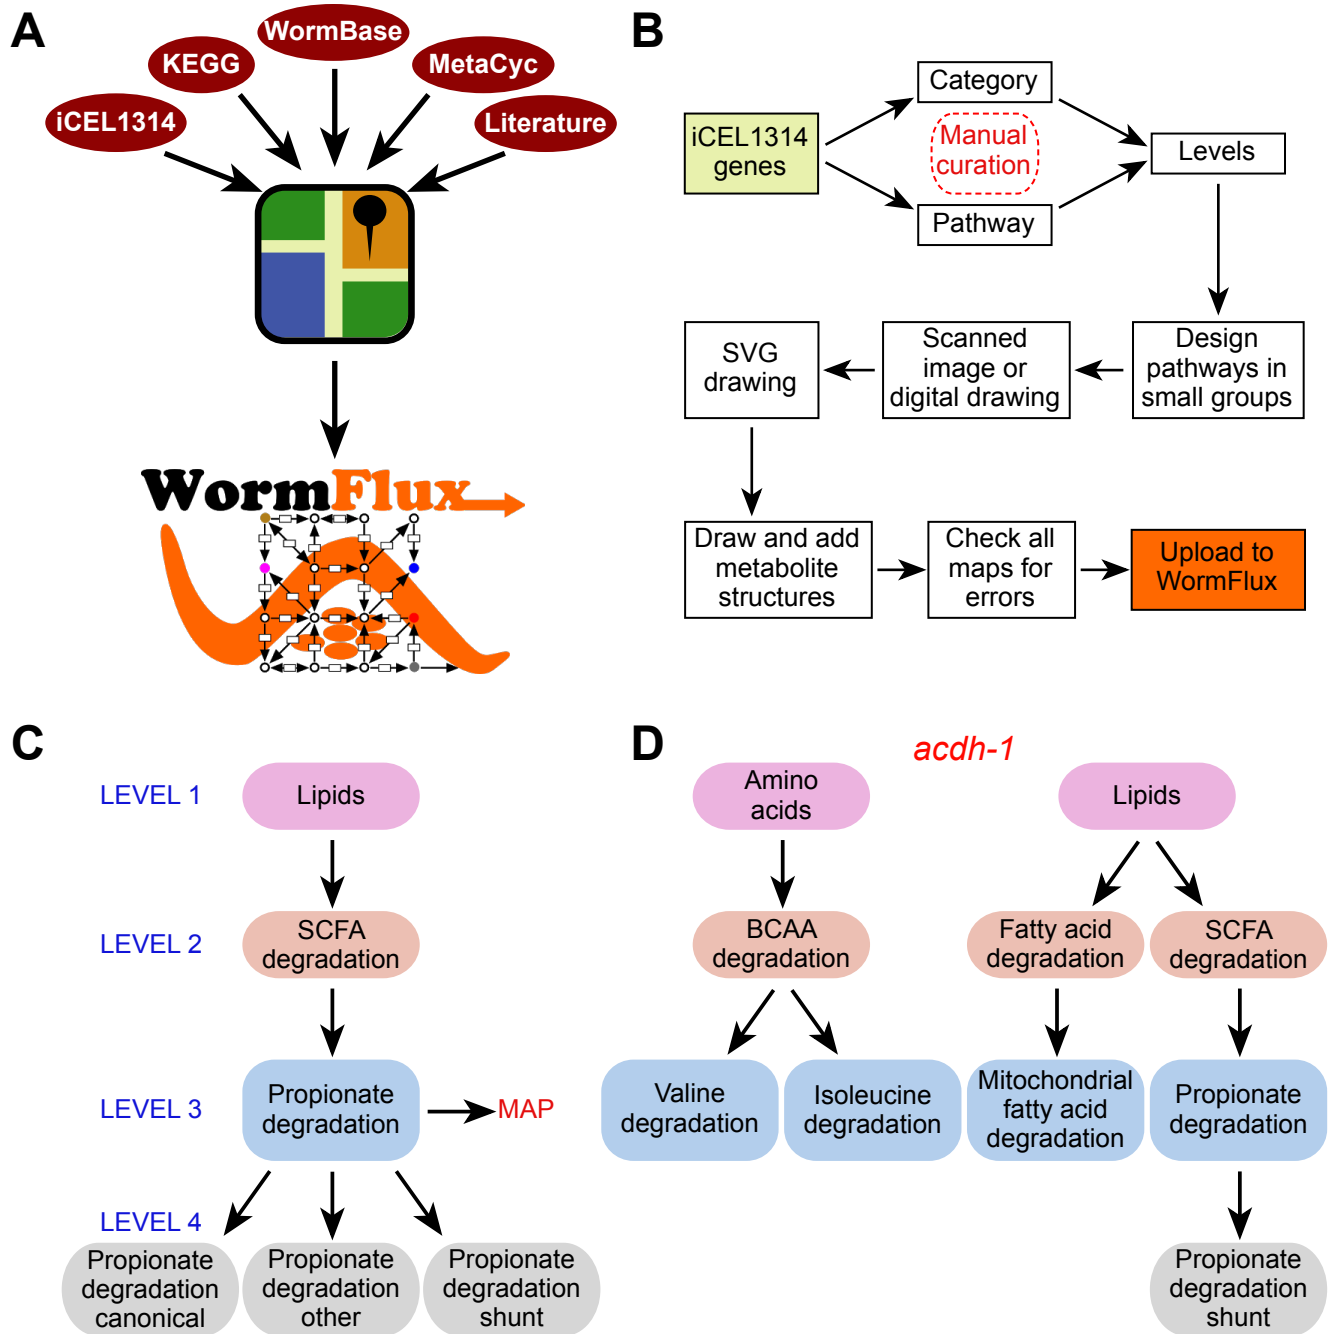 A
WormBase
KEGG
MetaCyc
iCEL1314
Literature
WormFlux
B
Category
iCEL1314
genes
Manual
curation
Levels
Pathway
SVG
drawing
Scanned
image or
digital drawing
Design
pathways in
small groups
Draw and add
metabolite
structures
Check all
maps for
errors
Upload to
WormFlux
C
LEVEL 1
Lipids
LEVEL 2
SCFA
degradation
LEVEL 3
Propionate
degradation
MAP
LEVEL 4
Propionate
degradation
canonical
Propionate
degradation
other
Propionate
degradation
shunt
D
acdh-1
Amino
acids
Lipids
BCAA
degradation
Fatty acid
degradation
SCFA
degradation
Valine
degradation
Isoleucine
degradation
Mitochondrial
fatty acid
degradation
Propionate
degradation
Propionate
degradation
shunt